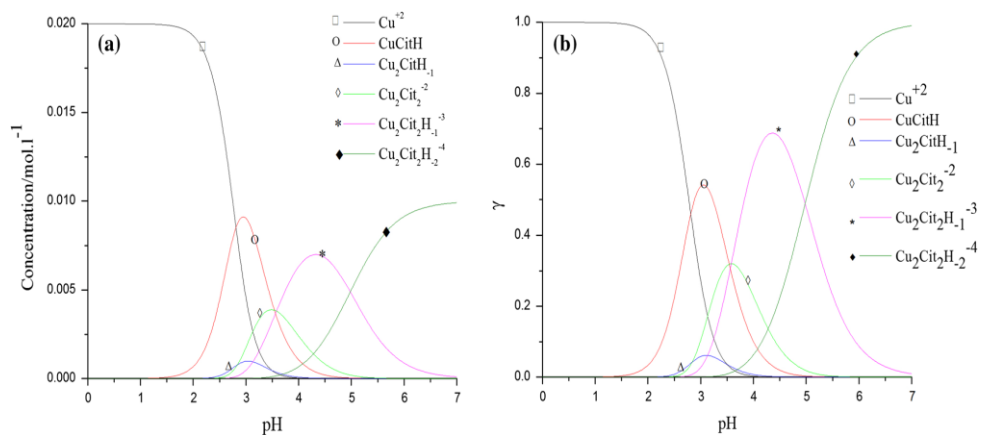 (a)
Concentration/mol.l⁻¹
0.020
0.015
0.010
0.005
0.000
0 1 2 3 4 5 6 7
pH
Cu⁺²
CuCitH
Cu₂CitH₋₁
Cu₂Cit₂⁻²
Cu₂Cit₂H₋₁⁻³
Cu₂Cit₂H₋₂⁻⁴
(b)
γ
1.0
0.8
0.6
0.4
0.2
0.0
0 1 2 3 4 5 6 7
pH
Cu⁺²
CuCitH
Cu₂CitH₋₁
Cu₂Cit₂⁻²
Cu₂Cit₂H₋₁⁻³
Cu₂Cit₂H₋₂⁻⁴